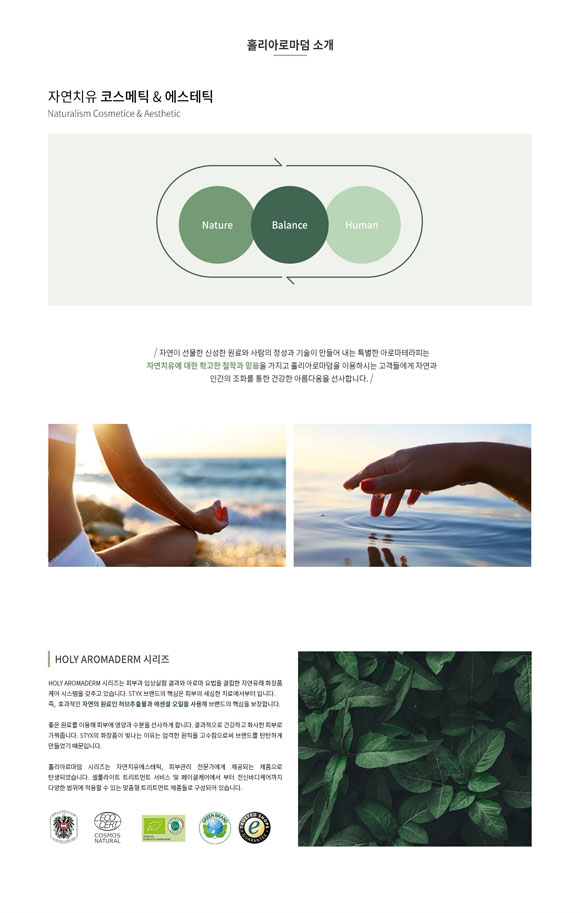 홀리아로마덤 소개
자연치유 코스메틱 & 에스테틱
Naturalism Cosmetice & Aesthetic
Nature
Balance
Human
/ 자연이 선물한 신성한 원료와 사람의 정성과 기술이 만들어 내는 특별한 아로마테라피는
자연치유에 대한 확고한 철학과 믿음을 가지고 홀리아로마덤을 이용하시는 고객들에게 자연과
인간의 조화를 통한 건강한 아름다움을 선사합니다. /
HOLY AROMADERM 시리즈
HOLY AROMADERM 시리즈는 피부과 임상실험 결과와 아로마 요법을 결합한 자연유래 화장품
케어 시스템을 갖추고 있습니다. STYX 브랜드의 핵심은 피부의 세심한 치료에서부터 입니다.
즉, 효과적인 자연의 원료인 허브추출물과 에센셜 오일을 사용해 브랜드의 핵심을 보장합니다.
좋은 원료를 이용해 피부에 영양과 수분을 선사하게 합니다. 결과적으로 건강하고 화사한 피부로
가꿔줍니다. STYX의 화장품이 빛나는 이유는 엄격한 원칙을 고수함으로써 브랜드를 탄탄하게
만들었기 때문입니다.
홀리아로마덤 시리즈는 자연치유에스테틱, 피부관리 전문가에게 제공되는 제품으로
탄생되었습니다. 셀룰라이트 트리트먼트 서비스 및 페이셜케어에서 부터 전신바디케어까지
다양한 범위에 적용할 수 있는 맞춤형 트리트먼트 제품들로 구성되어 있습니다.
ECO
CERT
COSMOS
NATURAL
GREEN BRAND
TRUSTED SHOPS
GUARANTEE